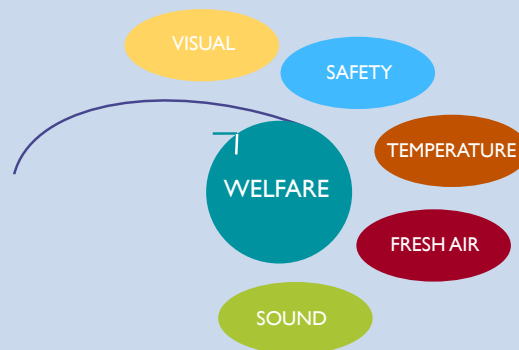 VISUAL
SAFETY
TEMPERATURE
WELFARE
FRESH AIR
SOUND